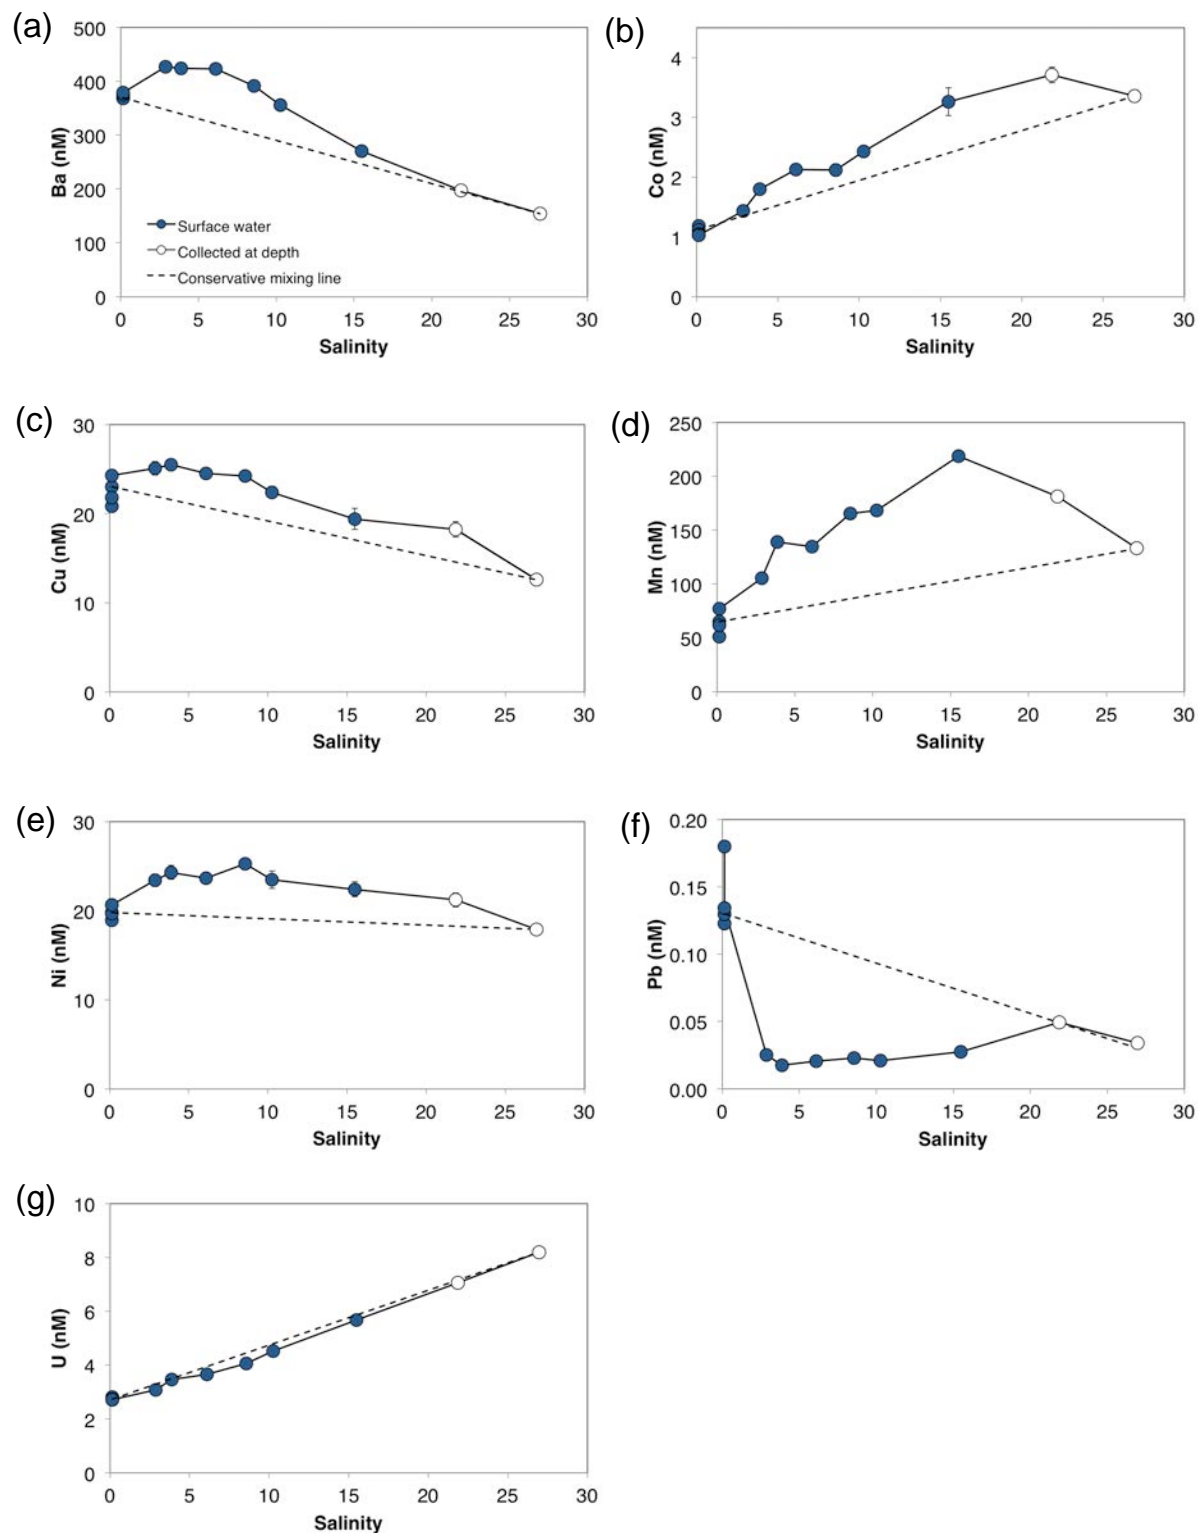 (a)
500
400
300
200
100
0
Ba (nM)
Surface water
Collected at depth
Conservative mixing line
0 5 10 15 20 25 30
Salinity
(b)
4
3
2
1
0
Co (nM)
0 5 10 15 20 25 30
Salinity
(c)
30
20
10
0
Cu (nM)
0 5 10 15 20 25 30
Salinity
(d)
250
200
150
100
50
0
Mn (nM)
0 5 10 15 20 25 30
Salinity
(e)
30
20
10
0
Ni (nM)
0 5 10 15 20 25 30
Salinity
(f)
0.20
0.15
0.10
0.05
0.00
Pb (nM)
0 5 10 15 20 25 30
Salinity
(g)
10
8
6
4
2
0
U (nM)
0 5 10 15 20 25 30
Salinity